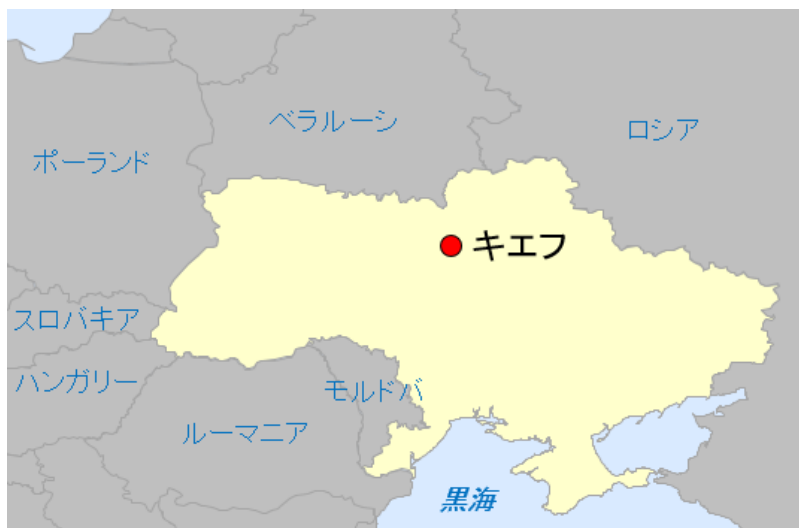 ベラルーシ
ロシア
ポーランド
キエフ
スロバキア
ハンガリー
モルドバ
ルーマニア
黒海